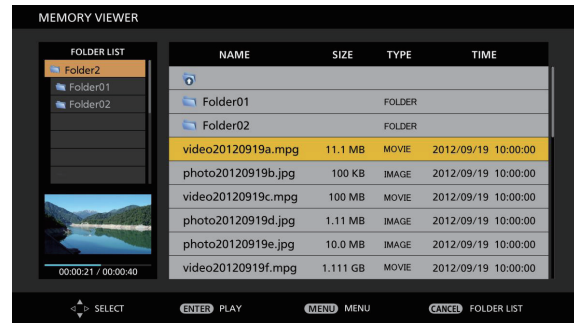 MEMORY VIEWER
FOLDER LIST
Folder2
Folder01
Folder02
00:00:21 / 00:00:40
NAME SIZE TYPE TIME
Folder01 FOLDER
Folder02 FOLDER
video20120919a.mpg 11.1 MB MOVIE 2012/09/19 10:00:00
photo20120919b.jpg 100 KB IMAGE 2012/09/19 10:00:00
video20120919c.mpg 100 MB MOVIE 2012/09/19 10:00:00
photo20120919d.jpg 1.11 MB IMAGE 2012/09/19 10:00:00
photo20120919e.jpg 10.0 MB IMAGE 2012/09/19 10:00:00
video20120919f.mpg 1.111 GB MOVIE 2012/09/19 10:00:00
SELECT ENTER PLAY MENU MENU CANCEL FOLDER LIST